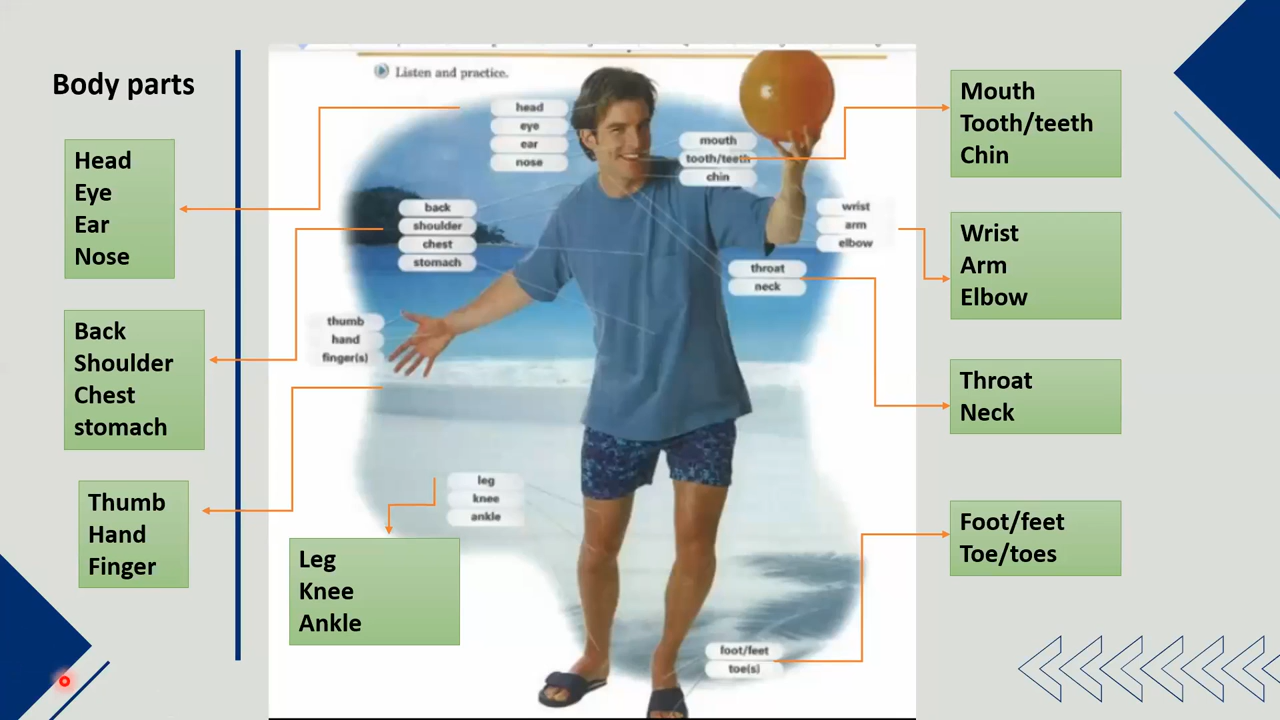 Body parts
Head
Eye
Ear
Nose
Back
Shoulder
Chest
stomach
Thumb
Hand
Finger
Leg
Knee
Ankle
Listen and practice.
head
eye
ear
nose
mouth
tooth/teeth
chin
back
shoulder
chest
stomach
wrist
arm
elbow
throat
neck
thumb
hand
finger(s)
leg
knee
ankle
foot/feet
toe(s)
Mouth
Tooth/teeth
Chin
Wrist
Arm
Elbow
Throat
Neck
Foot/feet
Toe/toes